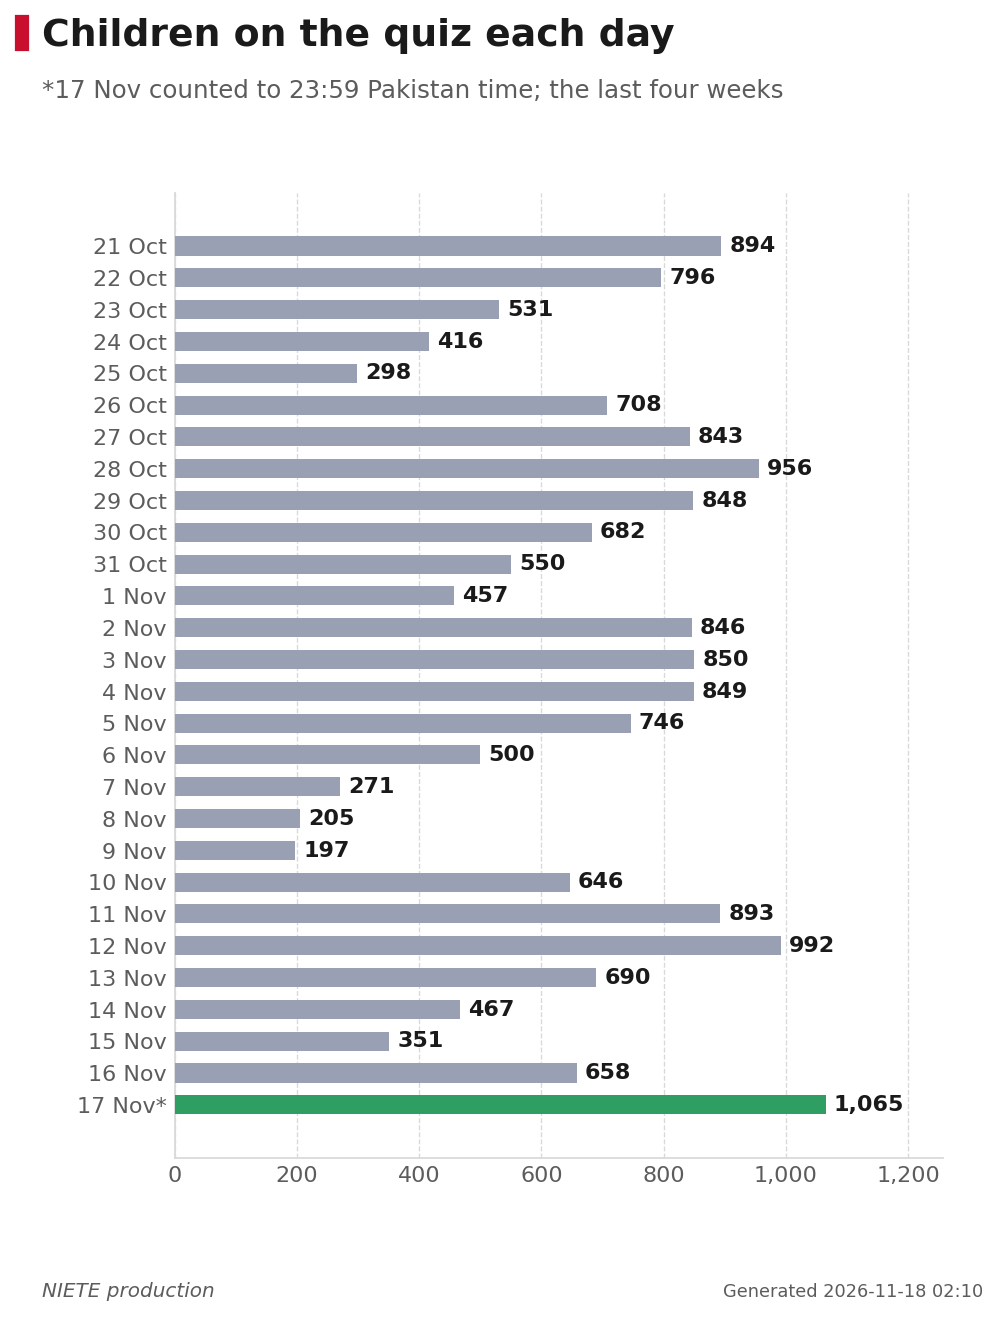 Children on the quiz each day
*17 Nov counted to 23:59 Pakistan time; the last four weeks
21 Oct 894
22 Oct 796
23 Oct 531
24 Oct 416
25 Oct 298
26 Oct 708
27 Oct 843
28 Oct 956
29 Oct 848
30 Oct 682
31 Oct 550
1 Nov 457
2 Nov 846
3 Nov 850
4 Nov 849
5 Nov 746
6 Nov 500
7 Nov 271
8 Nov 205
9 Nov 197
10 Nov 646
11 Nov 893
12 Nov 992
13 Nov 690
14 Nov 467
15 Nov 351
16 Nov 658
17 Nov* 1,065
0 200 400 600 800 1,000 1,200
NIETE production Generated 2026-11-18 02:10